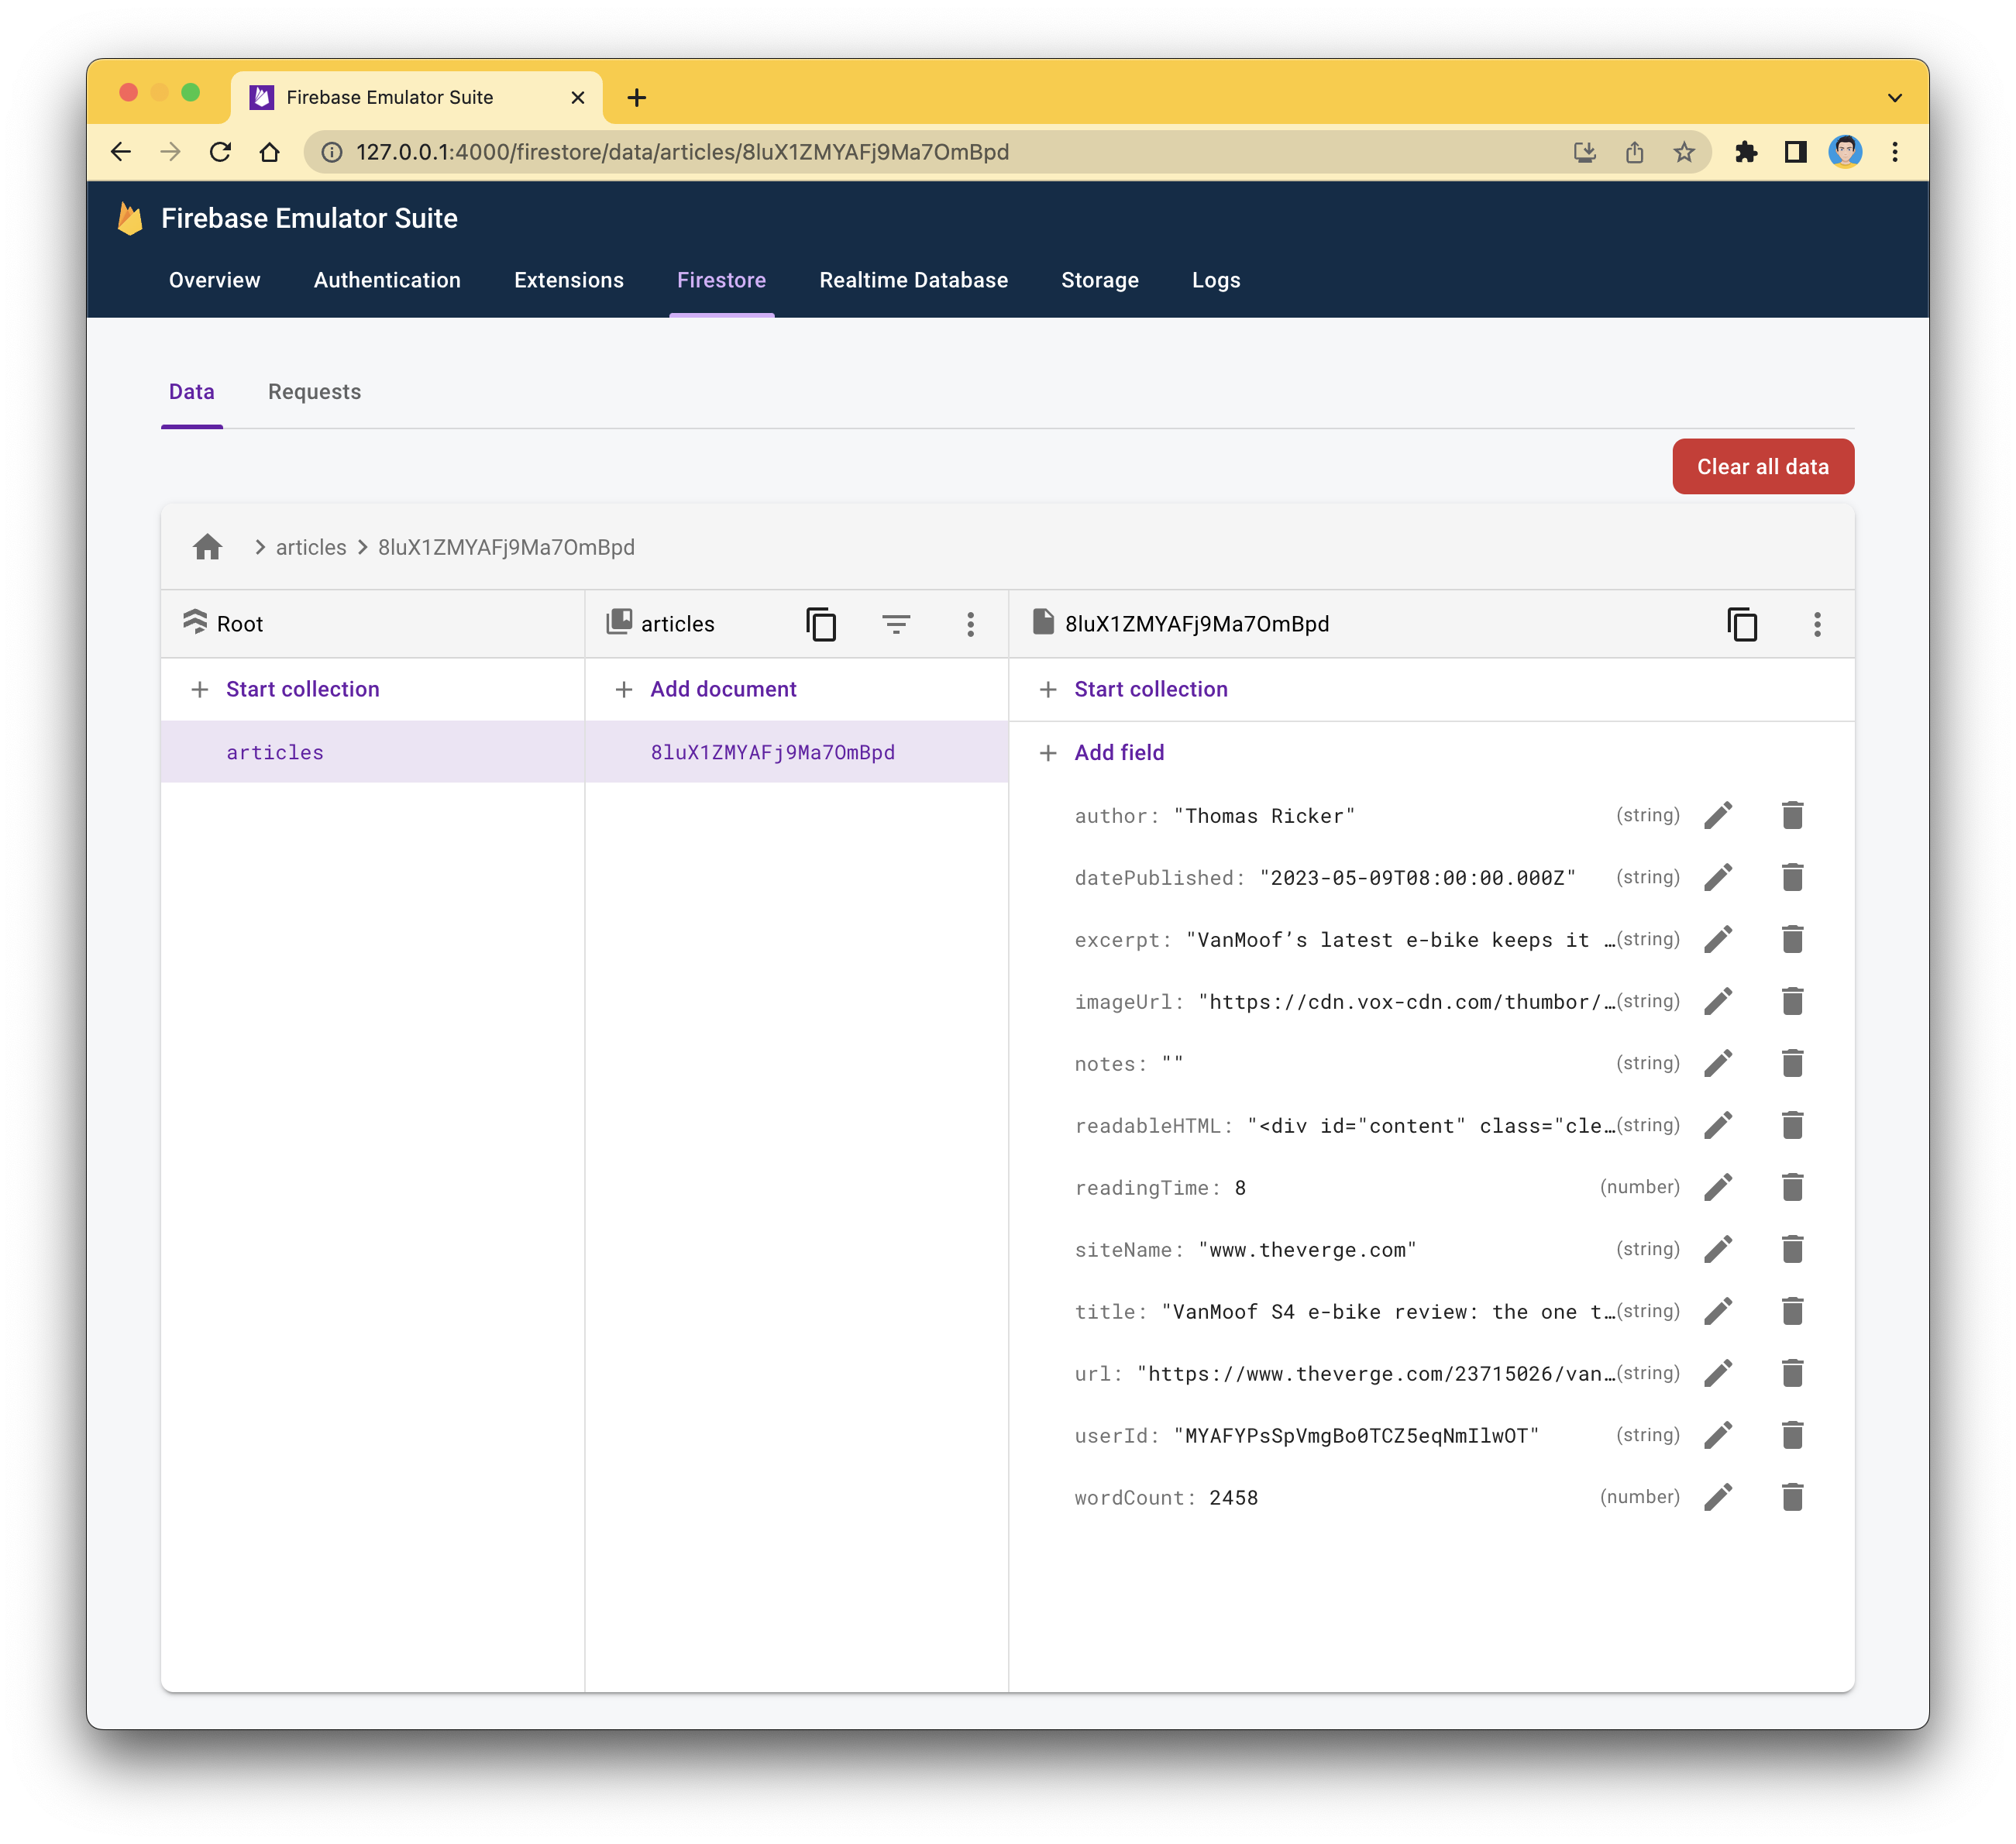 Firebase Emulator Suite
127.0.0.1:4000/firestore/data/articles/8luX1ZMYAFj9Ma7OmBpd
Firebase Emulator Suite
Overview Authentication Extensions Firestore Realtime Database Storage Logs
Data Requests
Clear all data
articles 8luX1ZMYAFj9Ma7OmBpd
Root articles 8luX1ZMYAFj9Ma7OmBpd
Start collection Add document Start collection
articles 8luX1ZMYAFj9Ma7OmBpd Add field
author: "Thomas Ricker" (string)
datePublished: "2023-05-09T08:00:00.000Z" (string)
excerpt: "VanMoof’s latest e-bike keeps it …(string)
imageUrl: "https://cdn.vox-cdn.com/thumbor/…(string)
notes: "" (string)
readableHTML: "<div id="content" class="cle…(string)
readingTime: 8 (number)
siteName: "www.theverge.com" (string)
title: "VanMoof S4 e-bike review: the one t…(string)
url: "https://www.theverge.com/23715026/van…(string)
userId: "MYAFYPsSpVmgBo0TCZ5eqNmIlwOT" (string)
wordCount: 2458 (number)